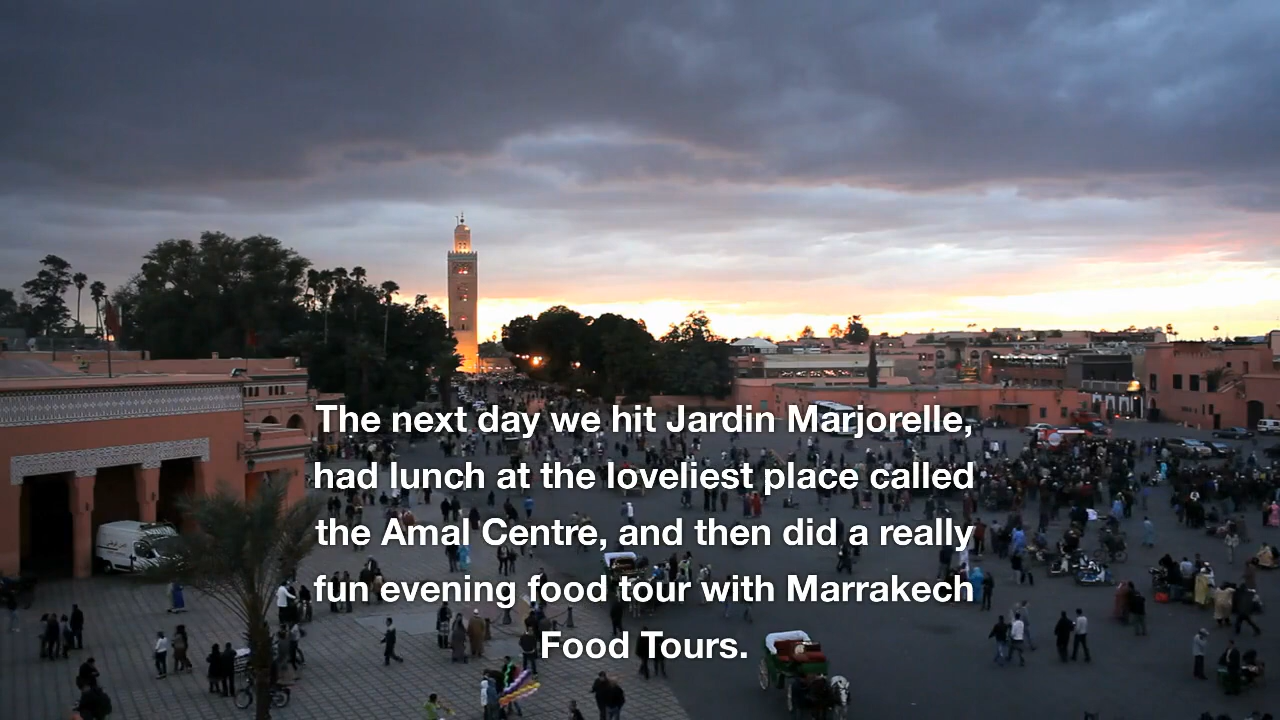 The next day we hit Jardin Marjorelle,
had lunch at the loveliest place called
the Amal Centre, and then did a really
fun evening food tour with Marrakech
Food Tours.